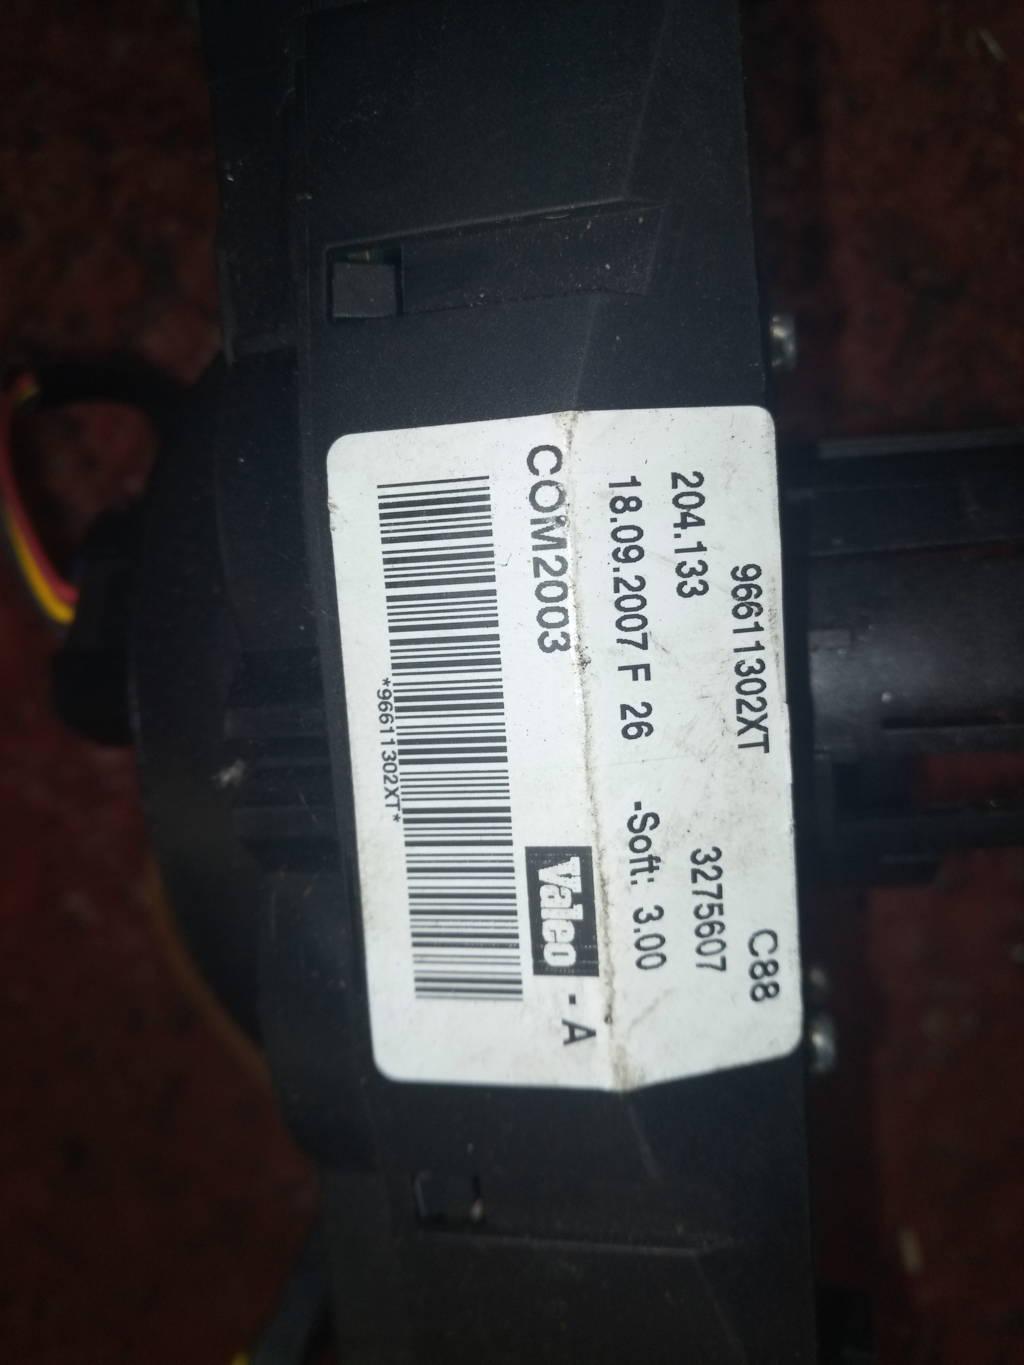 96611302XT C88
204.133 3275607
18.09.2007 F 26 -Soft: 3.00
COM2003 Valeo - A
*96611302XT*